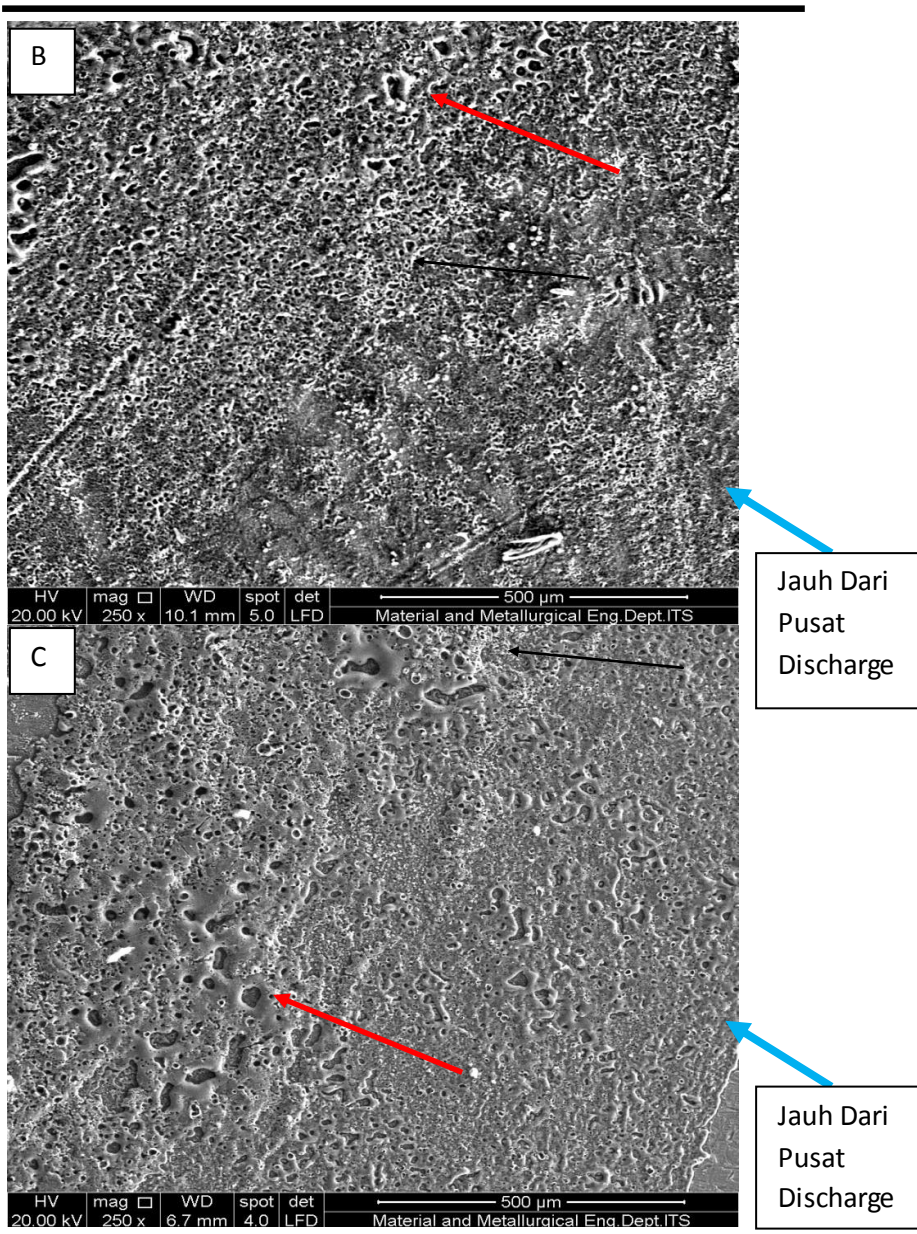 B
Jauh Dari
Pusat
Discharge
HV mag WD spot det 500 µm
20.00 kV 250 x 10.1 mm 5.0 LFD Material and Metallurgical Eng.Dept.ITS
C
Jauh Dari
Pusat
Discharge
HV mag WD spot det 500 µm
20.00 kV 250 x 6.7 mm 4.0 LFD Material and Metallurgical Eng.Dept.ITS